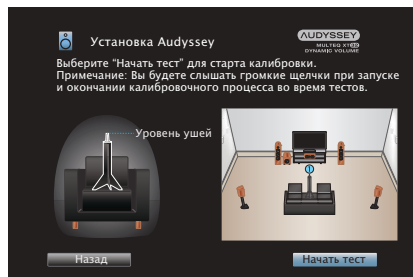 Установка Audyssey
AUDYSSEY
MULTEQ XT32
DYNAMIC VOLUME
Выберите “Начать тест” для старта калибровки.
Примечание: Вы будете слышать громкие щелчки при запуске
и окончании калибровочного процесса во время тестов.
Уровень ушей
1
Назад
Начать тест